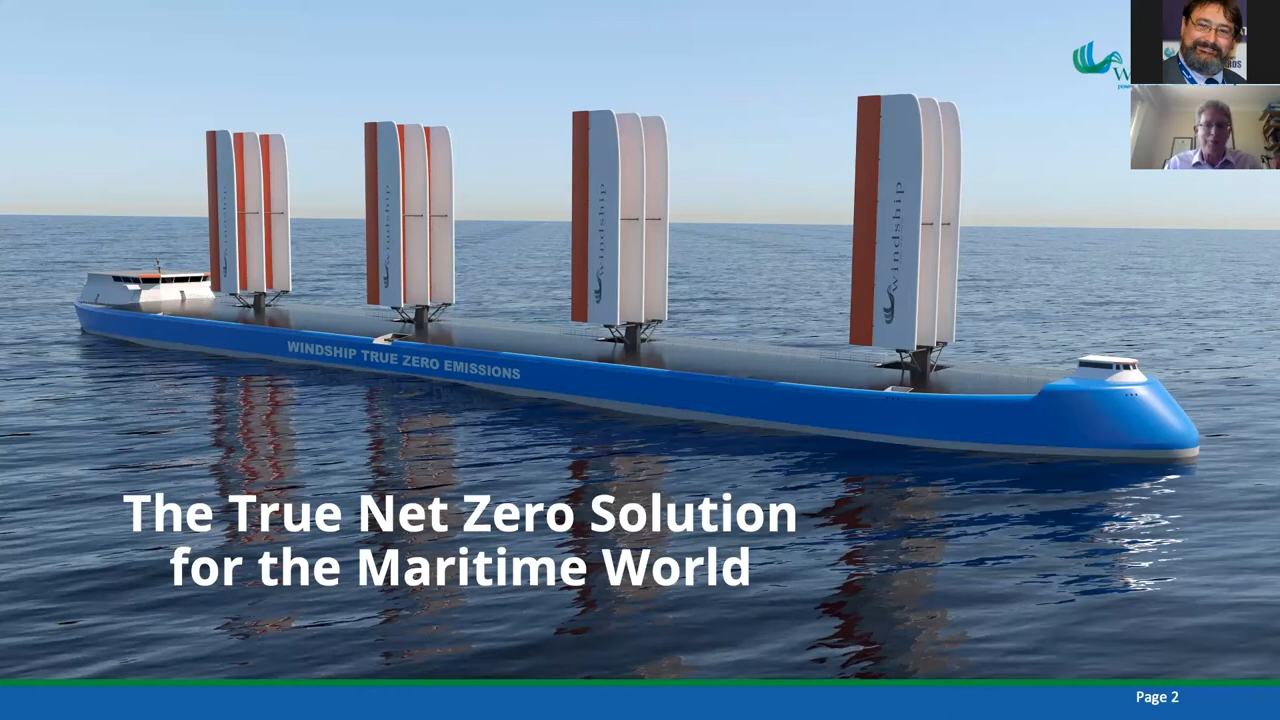 windship
windship
windship
windship
WINDSHIP TRUE ZERO EMISSIONS
The True Net Zero Solution
for the Maritime World
Page 2